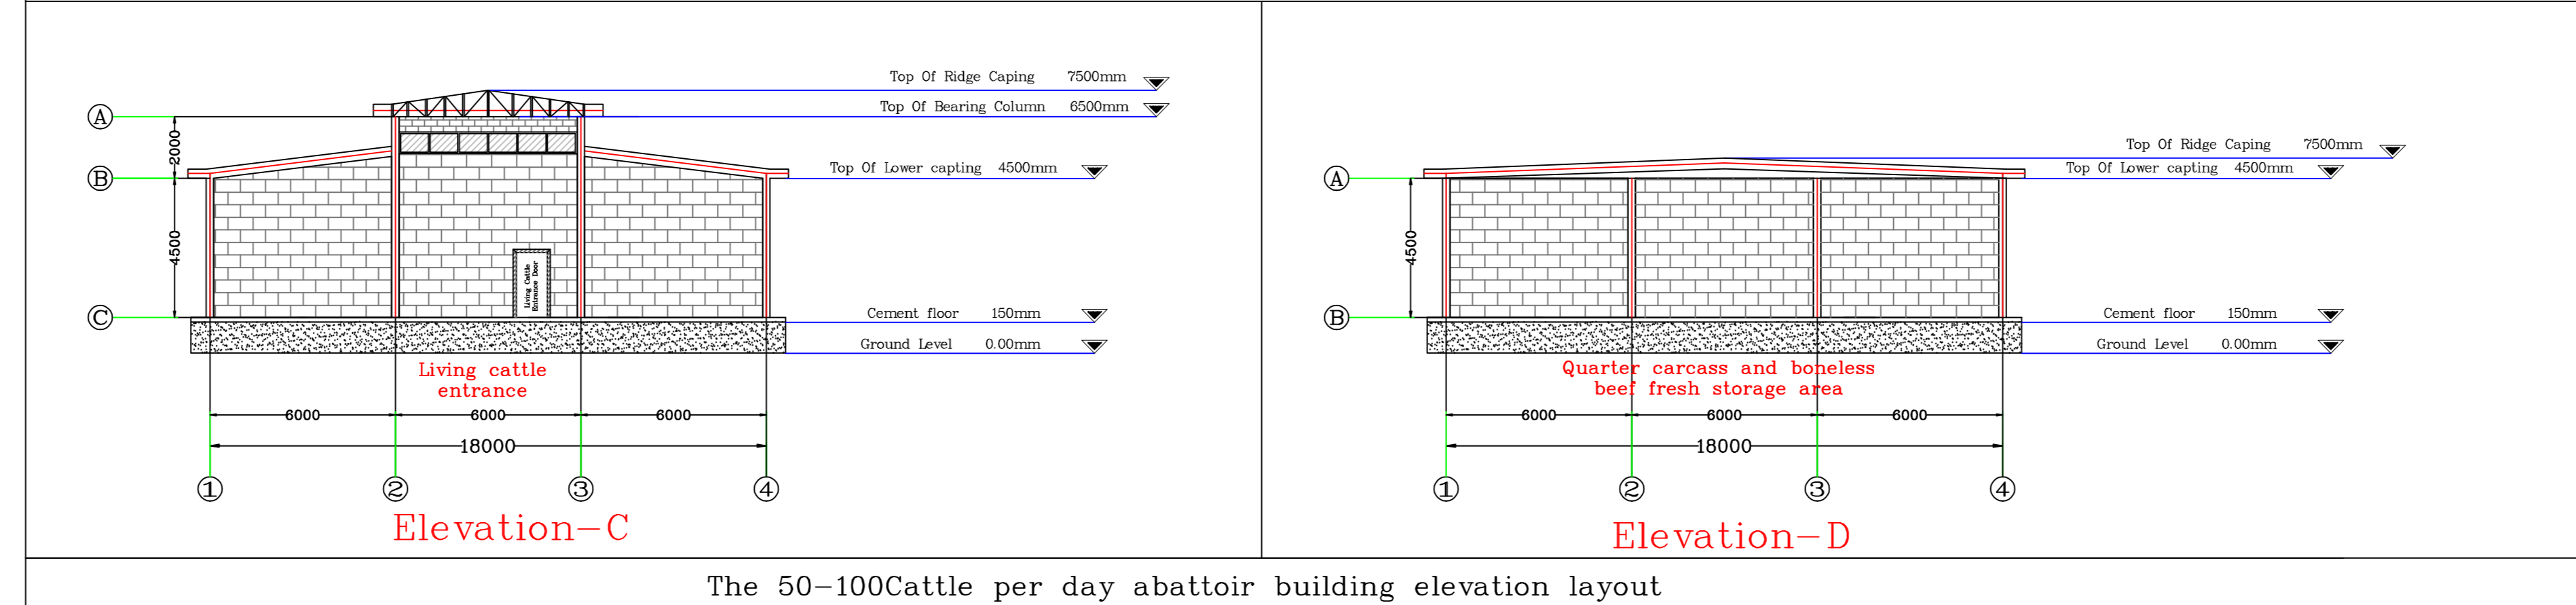 Top Of Ridge Caping 7500mm
Top Of Bearing Column 6500mm
A
2000
B
Top Of Lower capting 4500mm
4500
Living Cattle
Entrance Door
C
Cement floor 150mm
Ground Level 0.00mm
Living cattle
entrance
6000 6000 6000
18000
1 2 3 4
Elevation-C
Top Of Ridge Caping 7500mm
A
Top Of Lower capting 4500mm
4500
B
Cement floor 150mm
Ground Level 0.00mm
Quarter carcass and boneless
beef fresh storage area
6000 6000 6000
18000
1 2 3 4
Elevation-D
The 50-100Cattle per day abattoir building elevation layout